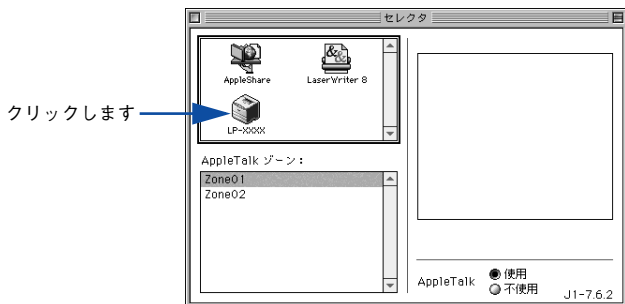 セレクタ
AppleShare
LaserWriter 8
クリックします
LP-XXXX
AppleTalk ゾーン：
Zone01
Zone02
AppleTalk
使用
不使用
J1-7.6.2